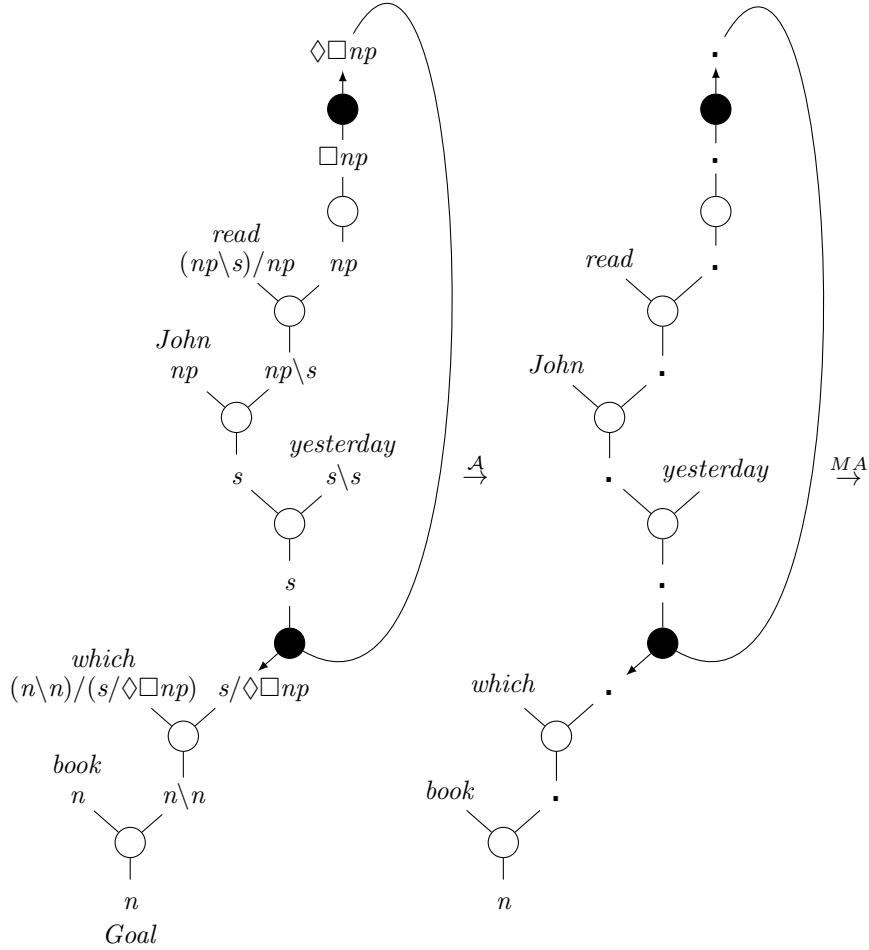 ◇□np
□np
read
(np\s)/np np
John
np np\s
yesterday
s s\s
s
which
(n\n)/(s/◇□np) s/◇□np
book
n n\n
n
Goal
A
→
·
·
read ·
John ·
· yesterday
·
which ·
book ·
n
MA
→